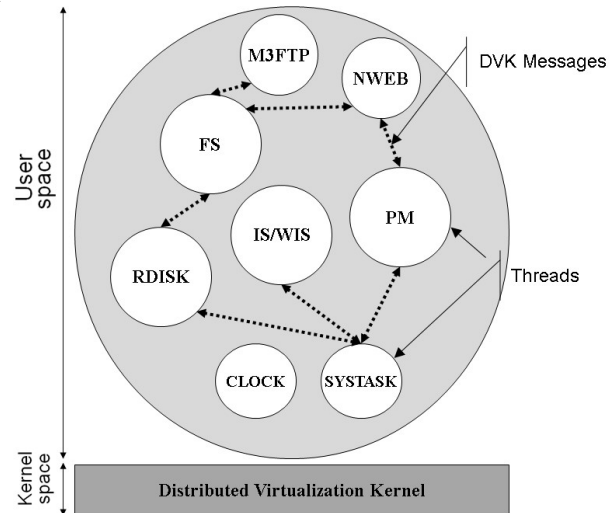 M3FTP
NWEB
DVK Messages
FS
User
space
IS/WIS
PM
RDISK
Threads
CLOCK
SYSTASK
Kernel
space
Distributed Virtualization Kernel